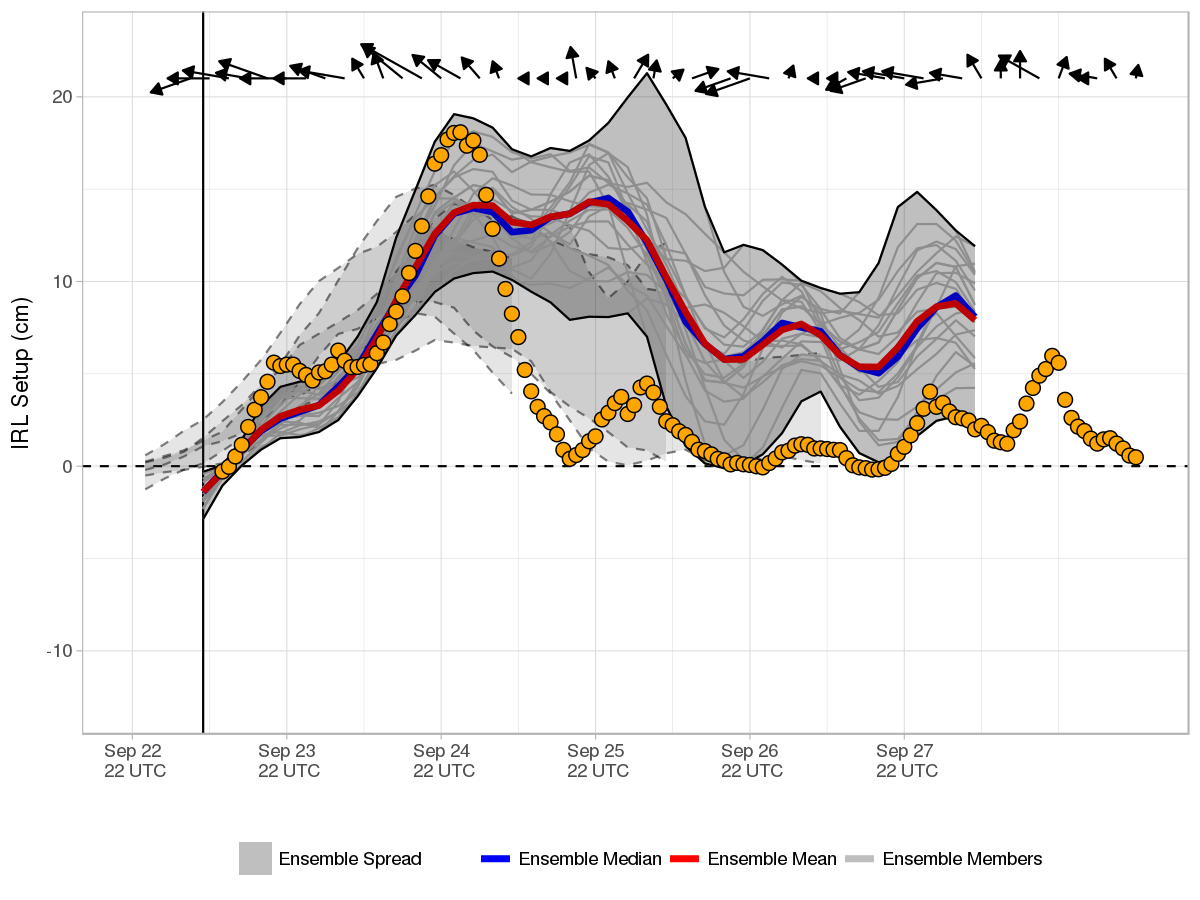 20
10
0
-10
IRL Setup (cm)
Sep 22 Sep 23 Sep 24 Sep 25 Sep 26 Sep 27
22 UTC 22 UTC 22 UTC 22 UTC 22 UTC 22 UTC
Ensemble Spread Ensemble Median Ensemble Mean Ensemble Members